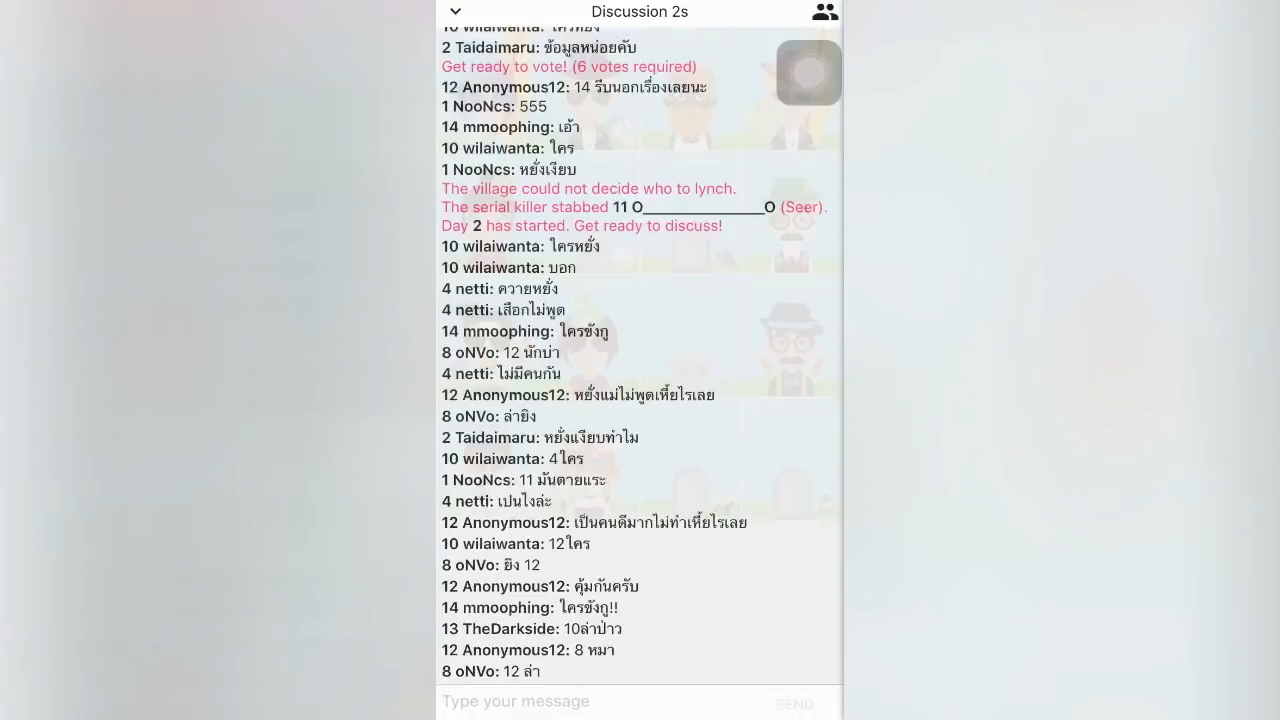 Discussion 2s
10 wilaiwanta: ใครหยั่ง
2 Taidaimaru: ข้อมูลหน่อยคับ
Get ready to vote! (6 votes required)
12 Anonymous12: 14 รีบนอกเรื่องเลยนะ
1 NooNcs: 555
14 mmoophing: เอ้า
10 wilaiwanta: ใคร
1 NooNcs: หยั่งเงียบ
The village could not decide who to lynch.
The serial killer stabbed 11 O_______________O (Seer).
Day 2 has started. Get ready to discuss!
10 wilaiwanta: ใครหยั่ง
10 wilaiwanta: บอก
4 netti: ควายหยั่ง
4 netti: เสือกไม่พูด
14 mmoophing: ใครขังกู
8 oNVo: 12 นักบ่า
4 netti: ไม่มีคนกัน
12 Anonymous12: หยั่งแม่ไม่พูดเหี้ยไรเลย
8 oNVo: ล่ายิง
2 Taidaimaru: หยั่งแงียบทำไม
10 wilaiwanta: 4ใคร
1 NooNcs: 11 มันตายแระ
4 netti: เปนไงล่ะ
12 Anonymous12: เป็นคนดีมากไม่ทำเหี้ยไรเลย
10 wilaiwanta: 12ใคร
8 oNVo: ยิง 12
12 Anonymous12: คุ้มกันครับ
14 mmoophing: ใครขังกู!!
13 TheDarkside: 10ล่าป่าว
12 Anonymous12: 8 หมา
8 oNVo: 12 ล่า
Type your message
SEND